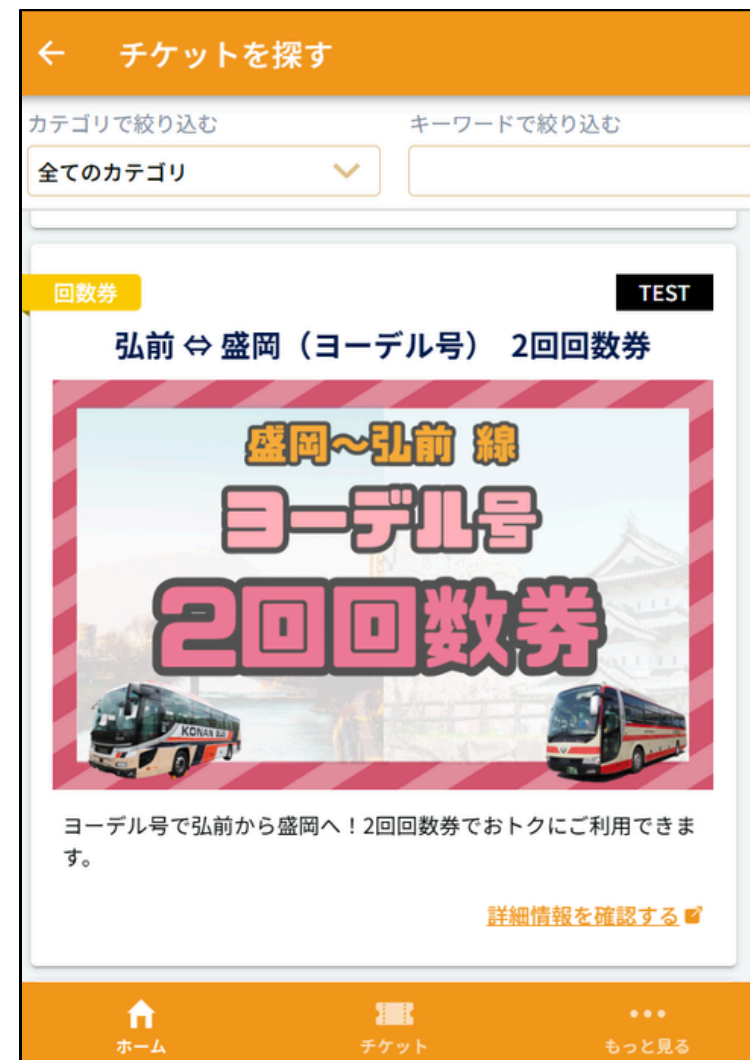 チケットを探す
カテゴリで絞り込む
キーワードで絞り込む
全てのカテゴリ
回数券
TEST
弘前 ⇔ 盛岡（ヨーデル号） 2回回数券
盛岡～弘前 線
ヨーデル号
2回回数券
KONAN BUS
ヨーデル号で弘前から盛岡へ！2回回数券でおトクにご利用できま
す。
詳細情報を確認する
ホーム
チケット
もっと見る